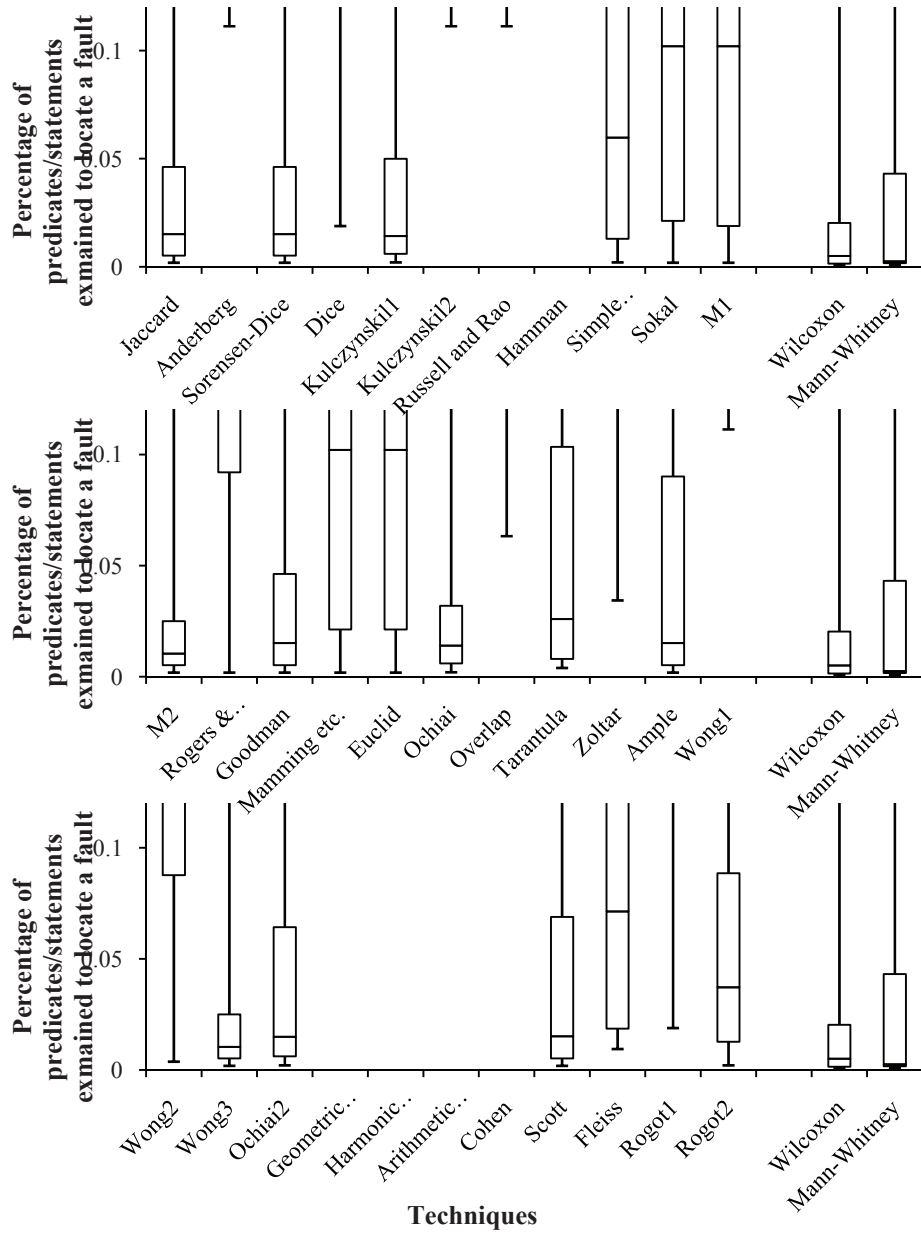 Percentage of
predicates/statements
exmained to locate a fault
0.1
0.05
0
Jaccard
Anderberg
Sorensen-Dice
Dice
Kulczynskil1
Kulczynskil2
Russell and Rao
Hamman
Simple..
Sokal
M1
Wilcoxon
Mann-Whitney
Percentage of
predicates/statements
exmained to locate a fault
0.1
0.05
0
M2
Rogers &..
Goodman
Mamming etc.
Euclid
Ochiai
Overlap
Tarantula
Zoltar
Ample
Wong1
Wilcoxon
Mann-Whitney
Percentage of
predicates/statements
exmained to locate a fault
0.1
0.05
0
Wong2
Wong3
Ochiai2
Geometric..
Harmonic..
Arithmetic..
Cohen
Scott
Fleiss
Rogot1
Rogot2
Wilcoxon
Mann-Whitney
Techniques